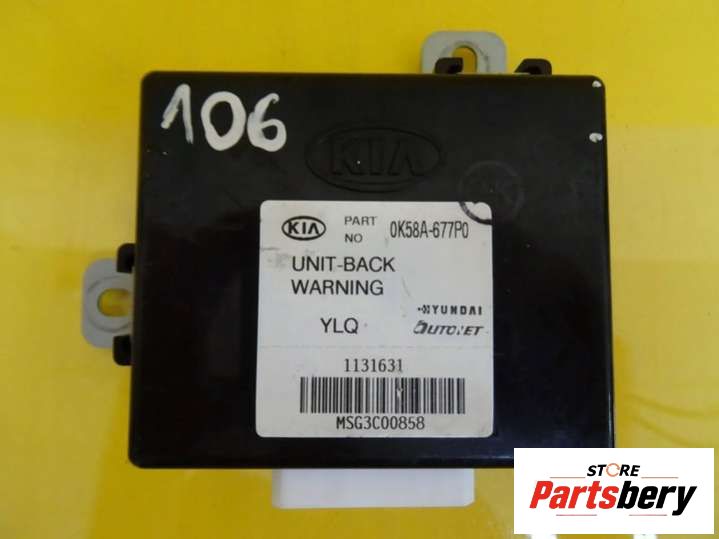 106
KIA
KIA
PART NO
0K58A-677P0
UNIT-BACK
WARNING
YLQ
HYUNDAI
AUTONET
1131631
MSG3C00858
STORE
Partsbery